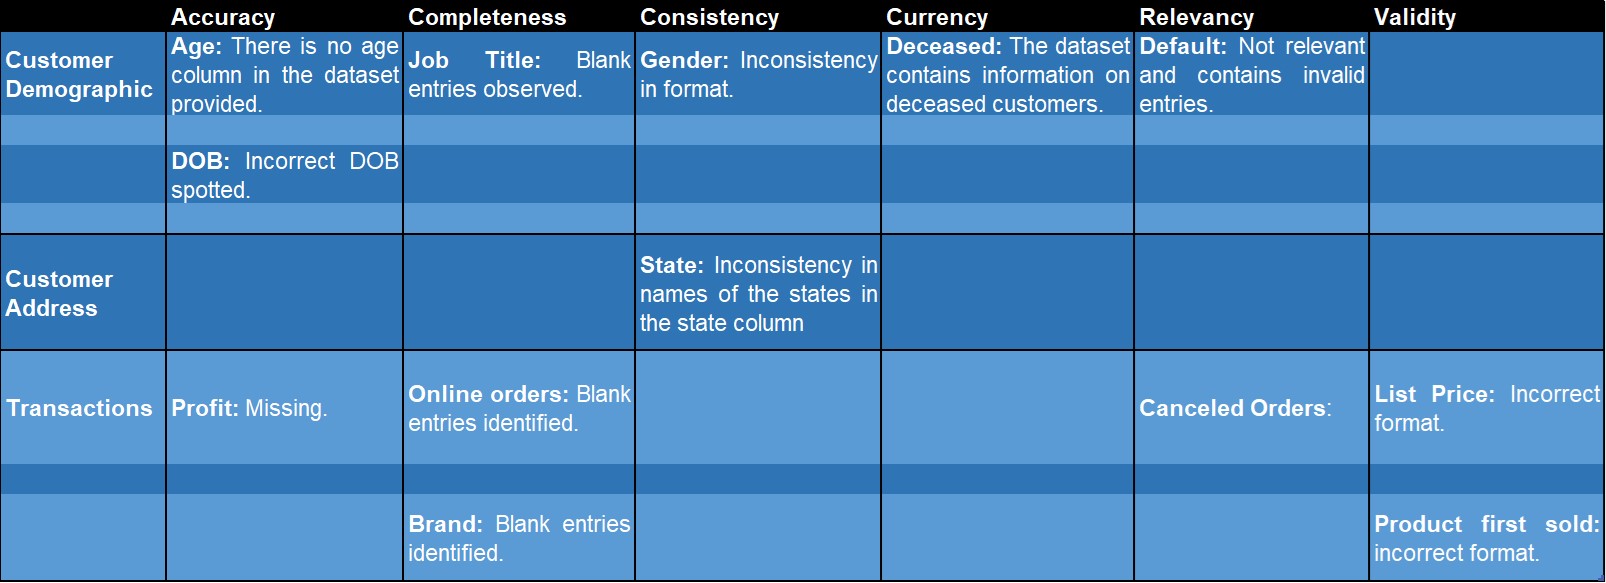 Accuracy Completeness Consistency Currency Relevancy Validity
Customer Demographic
Age: There is no age column in the dataset provided.
Job Title: Blank entries observed.
Gender: Inconsistency in format.
Deceased: The dataset contains information on deceased customers.
Default: Not relevant and contains invalid entries.
DOB: Incorrect DOB spotted.
Customer Address
State: Inconsistency in names of the states in the state column
Transactions
Profit: Missing.
Online orders: Blank entries identified.
Canceled Orders:
List Price: Incorrect format.
Brand: Blank entries identified.
Product first sold: incorrect format.